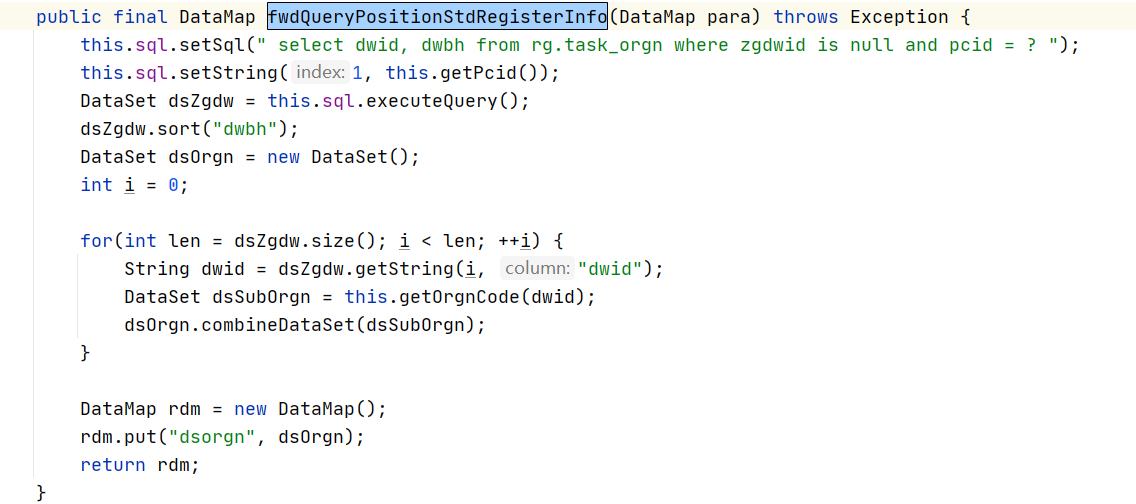 public final DataMap fwdQueryPositionStdRegisterInfo(DataMap para) throws Exception {
    this.sql.setSql(" select dwid, dwbh from rg.task_orgn where zgdwid is null and pcid = ? ");
    this.sql.setString( index: 1, this.getPcid());
    DataSet dsZgdw = this.sql.executeQuery();
    dsZgdw.sort("dwbh");
    DataSet dsOrgn = new DataSet();
    int i = 0;

    for(int len = dsZgdw.size(); i < len; ++i) {
        String dwid = dsZgdw.getString(i, column: "dwid");
        DataSet dsSubOrgn = this.getOrgnCode(dwid);
        dsOrgn.combineDataSet(dsSubOrgn);
    }

    DataMap rdm = new DataMap();
    rdm.put("dsorgn", dsOrgn);
    return rdm;
}